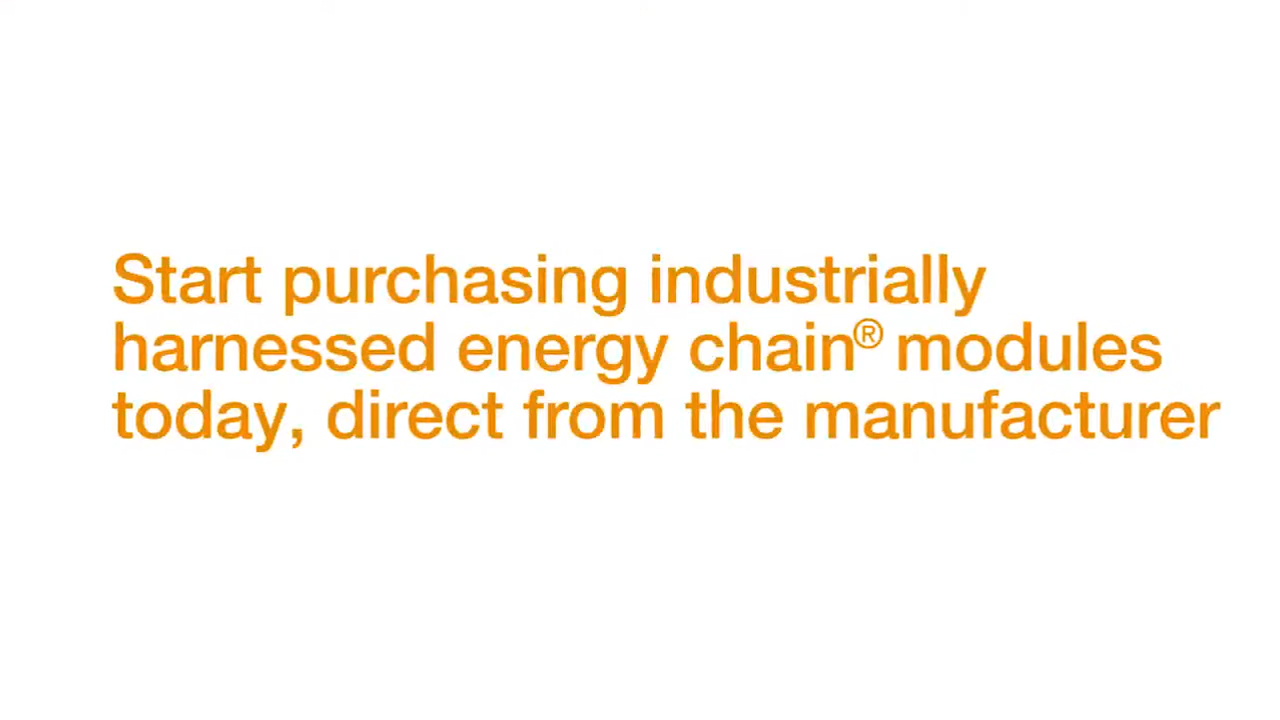 Start purchasing industrially
harnessed energy chain® modules
today, direct from the manufacturer